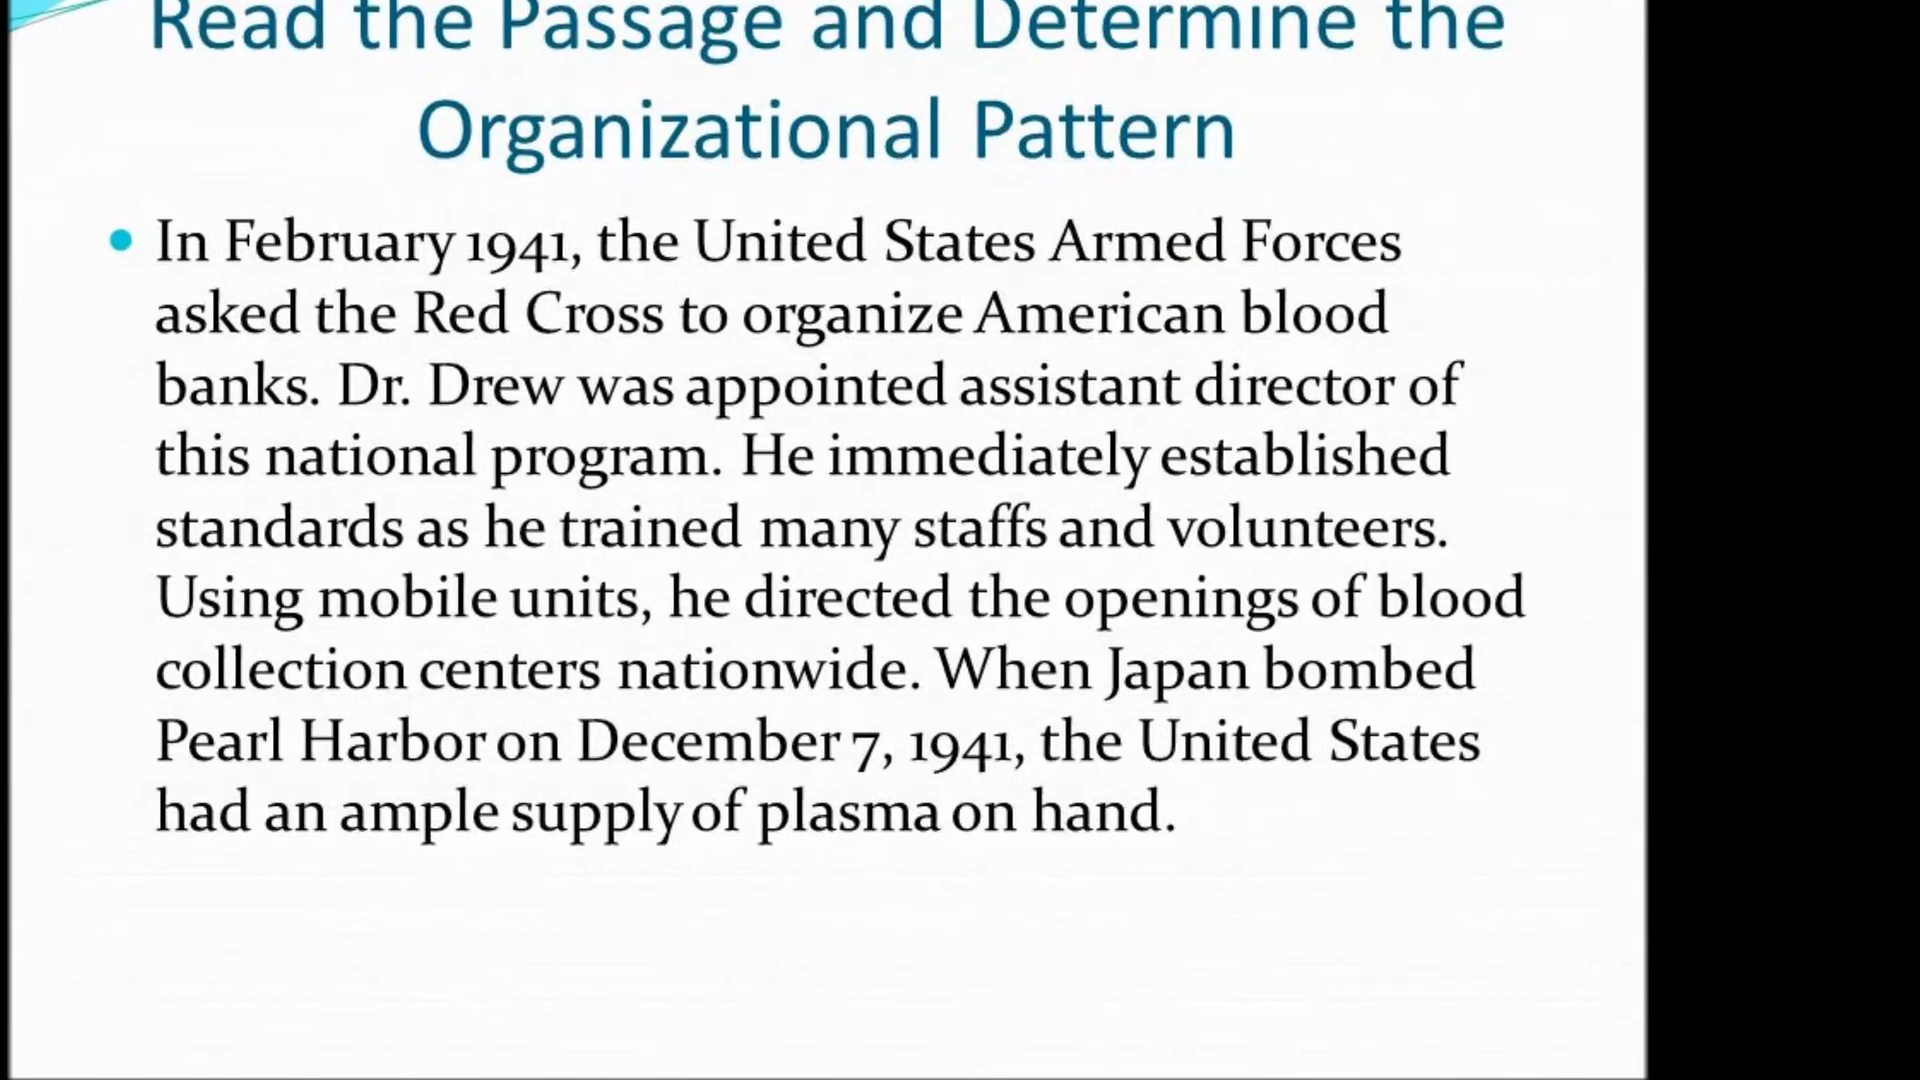 Read the Passage and Determine the
Organizational Pattern
• In February 1941, the United States Armed Forces
asked the Red Cross to organize American blood
banks. Dr. Drew was appointed assistant director of
this national program. He immediately established
standards as he trained many staffs and volunteers.
Using mobile units, he directed the openings of blood
collection centers nationwide. When Japan bombed
Pearl Harbor on December 7, 1941, the United States
had an ample supply of plasma on hand.